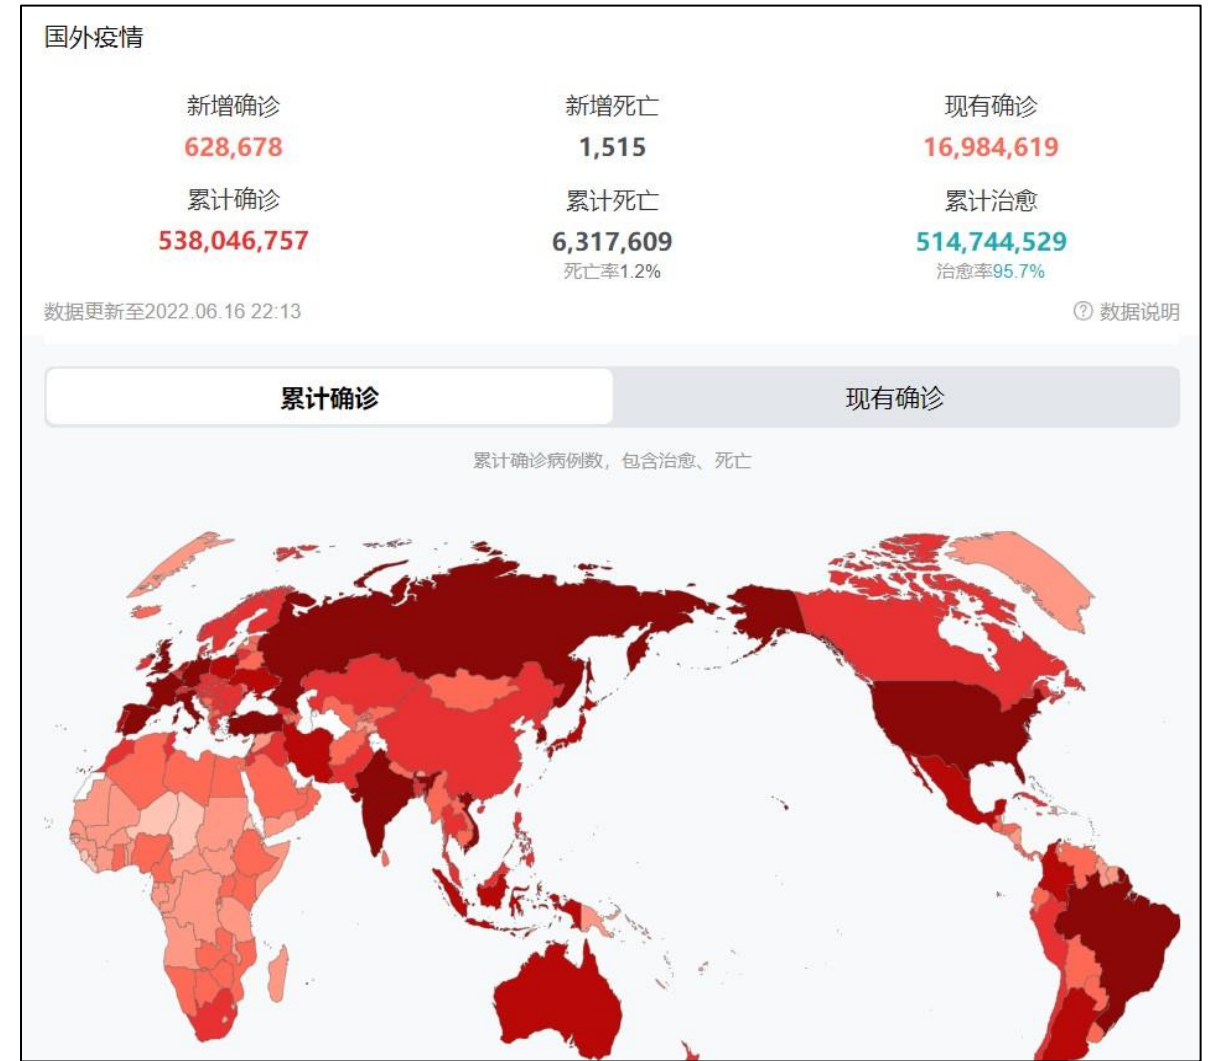 国外疫情
新增确诊 新增死亡 现有确诊
628,678 1,515 16,984,619
累计确诊 累计死亡 累计治愈
538,046,757 6,317,609 514,744,529
死亡率1.2% 治愈率95.7%
数据更新至2022.06.16 22:13 ? 数据说明
累计确诊 现有确诊
累计确诊病例数，包含治愈、死亡